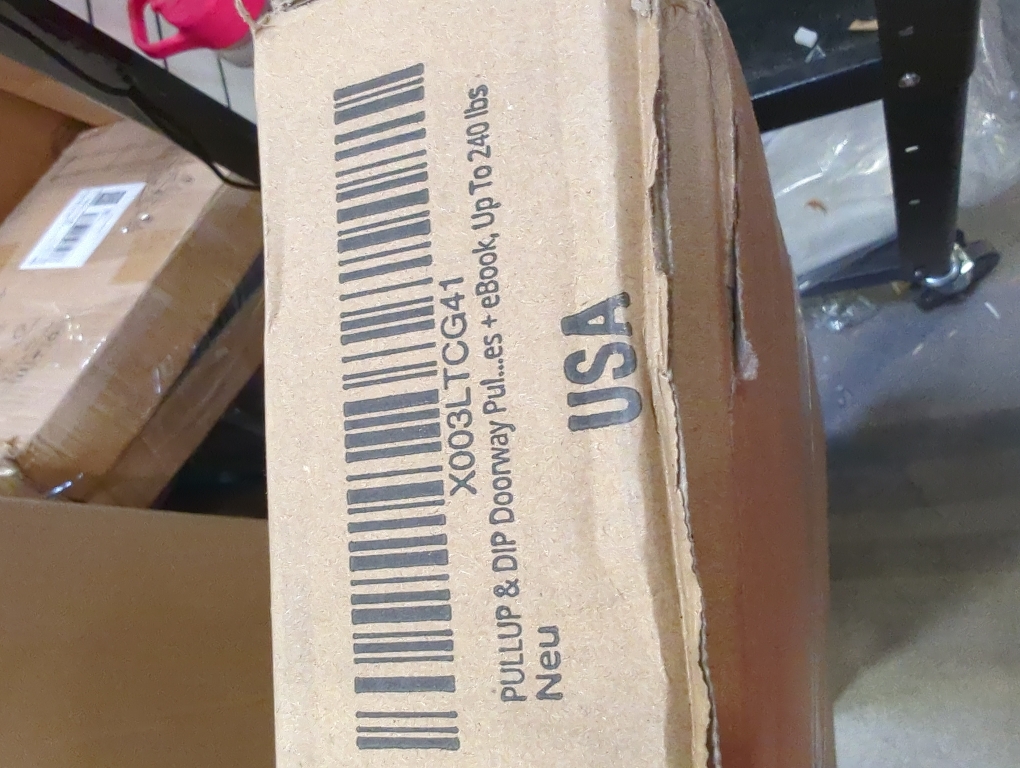 X003LTCG41
PULLUP & DIP Doorway Pul...es + eBook, Up To 240 lbs
Neu
USA